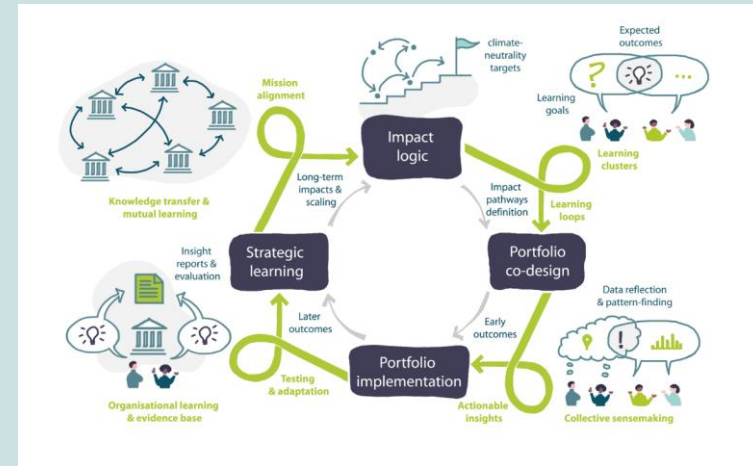 Expected
outcomes
climate-
neutrality
targets
Mission
alignment
Learning
goals
Impact
logic
Learning
clusters
Long-term
impacts &
scaling
Impact
pathways
definition
Learning
loops
Knowledge transfer &
mutual learning
Insight
reports &
evaluation
Strategic
learning
Portfolio
co-design
Data reflection
& pattern-finding
Later
outcomes
Early
outcomes
Portfolio
implementation
Testing
& adaptation
Actionable
insights
Organisational learning
& evidence base
Collective sensemaking